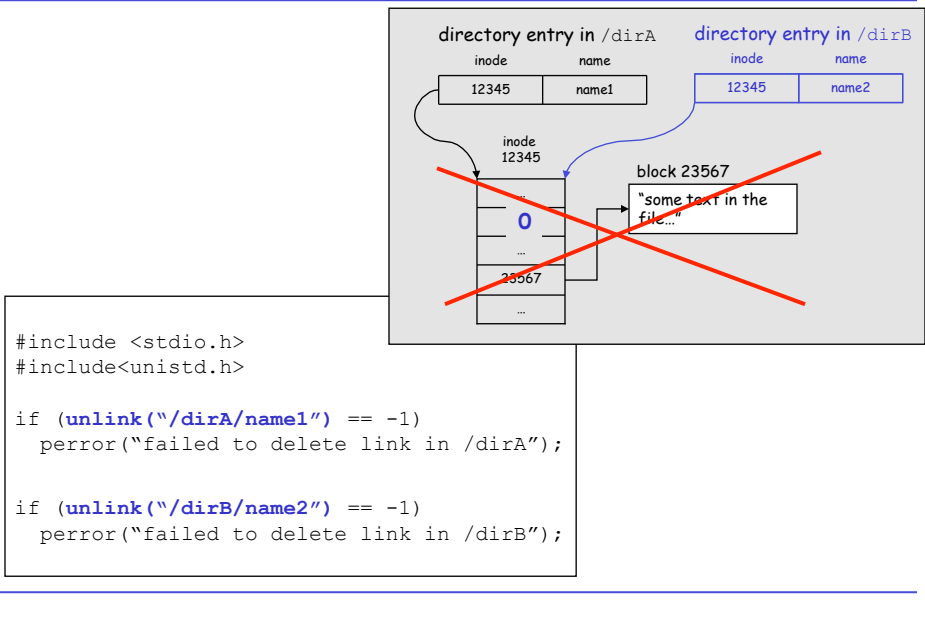 directory entry in /dirA
directory entry in /dirB
inode name
inode name
12345 name1
12345 name2
inode
12345
block 23567
...
"some text in the
file…"
0
...
23567
...
#include <stdio.h>
#include<unistd.h>
if (unlink(“/dirA/name1”) == -1)
perror(“failed to delete link in /dirA”);
if (unlink(“/dirB/name2”) == -1)
perror(“failed to delete link in /dirB”);